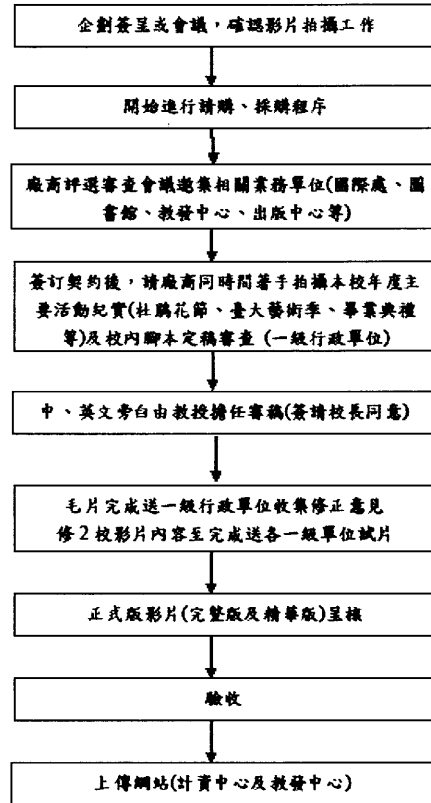 企劃簽呈或會議，確認影片拍攝工作
開始進行請購、採購程序
廠商評選審查會議邀集相關業務單位(國際處、圖
書館、教發中心、出版中心等)
簽訂契約後，請廠商同時間著手拍攝本校年度主
要活動紀實(杜鵑花節、臺大藝術季、畢業典禮
等)及校內腳本定稿審查 (一級行政單位)
中、英文旁白由教授擔任審稿(簽請校長同意)
毛片完成送一級行政單位收集修正意見
修2校影片內容至完成送各一級單位試片
正式版影片(完整版及精華版)呈核
驗收
上傳網站(計資中心及教發中心)